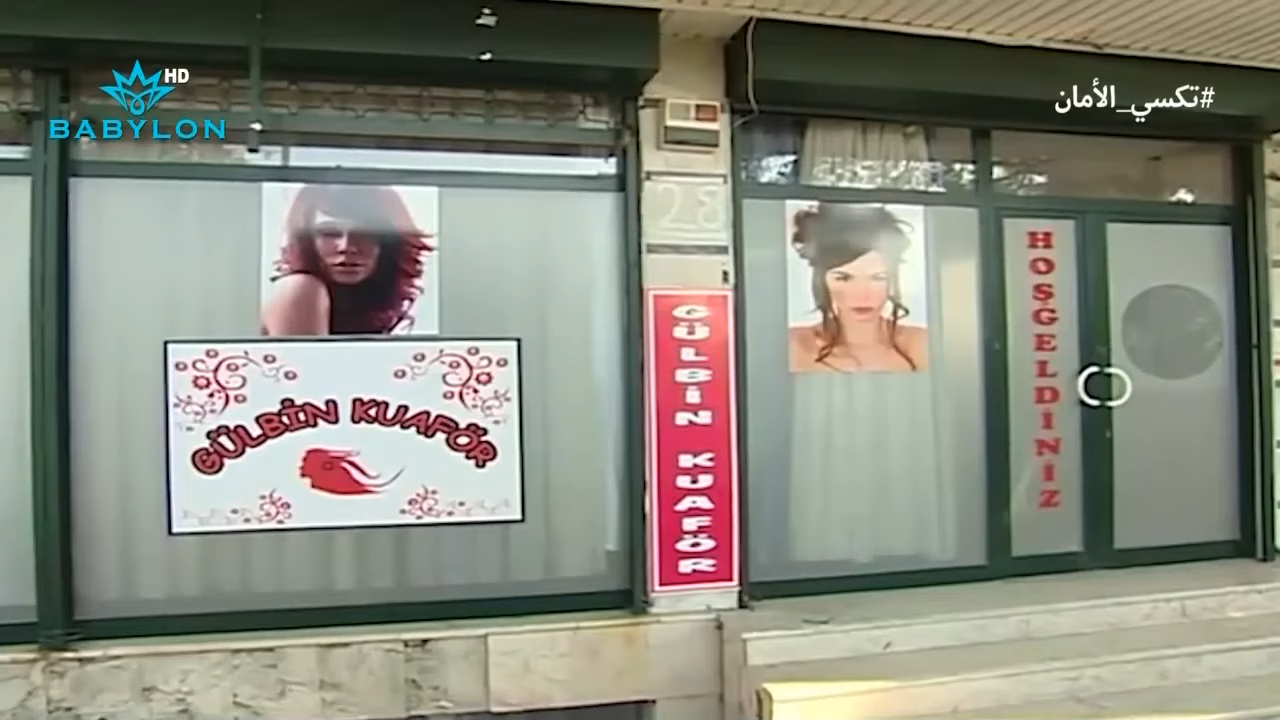 HD
BABYLON
#تكسي_الأمان
28
GÜLBİN KUAFÖR
GÜLBİN KUAFÖR
HOŞGELDİNİZ